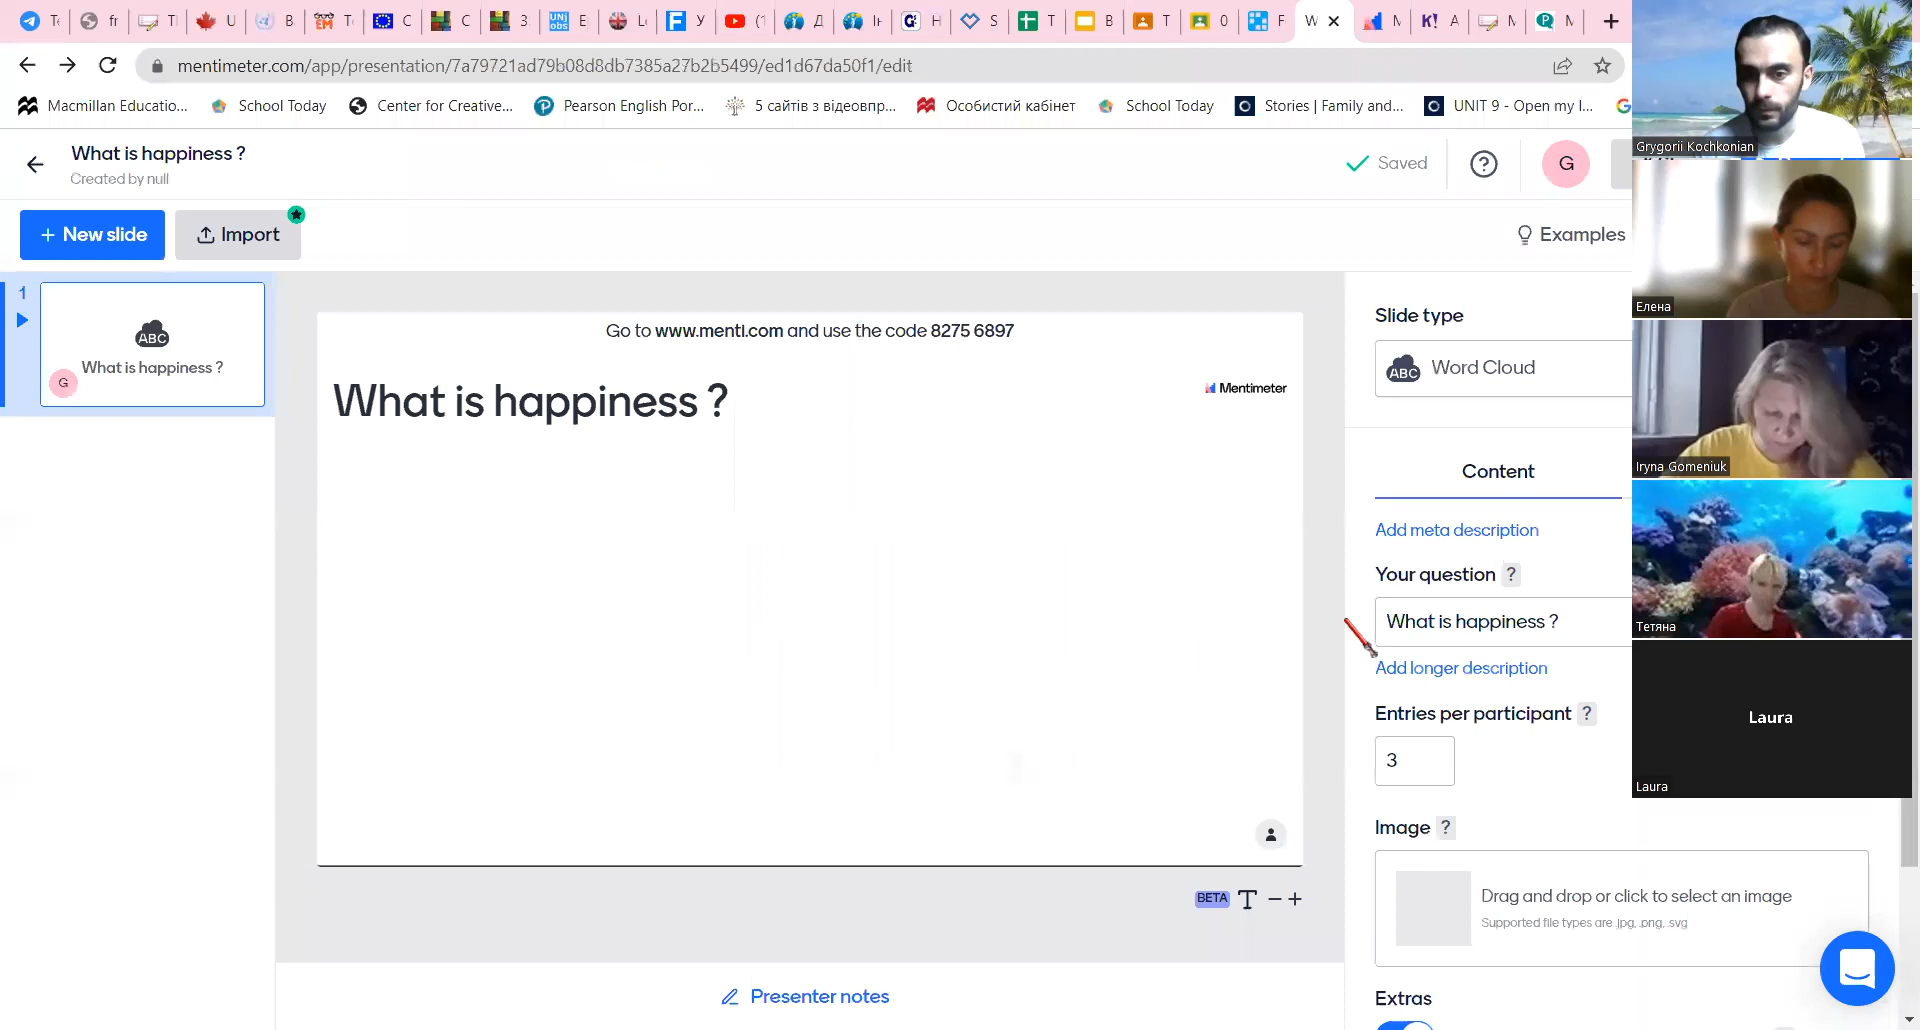 mentimeter.com/app/presentation/7a79721ad79b08d8db7385a27b2b5499/ed1d67da50f1/edit
Macmillan Educatio...
School Today
Center for Creative...
Pearson English Por...
5 сайтів з відеовпр...
Особистий кабінет
School Today
Stories | Family and...
UNIT 9 - Open my l...
What is happiness ?
Created by null
Saved
G
+ New slide
Import
Examples
1
ABC
What is happiness ?
G
Go to www.menti.com and use the code 8275 6897
What is happiness ?
Mentimeter
BETA
Presenter notes
Slide type
ABC
Word Cloud
Content
Add meta description
Your question ?
What is happiness ?
Add longer description
Entries per participant ?
3
Image ?
Drag and drop or click to select an image
Supported file types are .jpg, .png, .svg
Extras
Grygorii Kochkonian
Елена
Iryna Gomeniuk
Тетяна
Laura
Laura